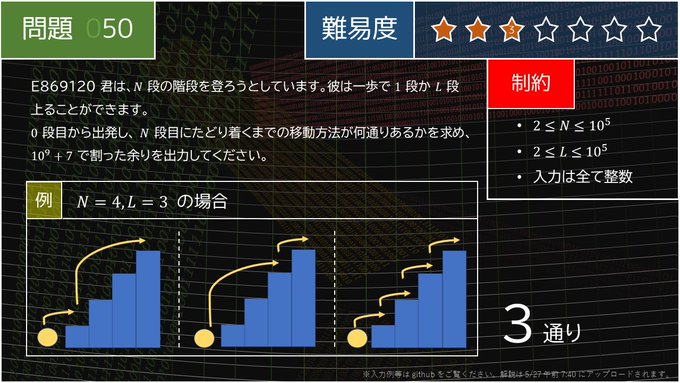 問題 050
難易度
5
E869120 君は、N 段の階段を登ろうとしています。彼は一歩で 1 段か L 段
上ることができます。
0 段目から出発し、N 段目にたどり着くまでの移動方法が何通りあるかを求め、
10⁹ + 7 で割った余りを出力してください。
制約
• 2 ≤ N ≤ 10⁵
• 2 ≤ L ≤ 10⁵
• 入力は全て整数
例
N = 4, L = 3 の場合
3 通り
※入力例等は github をご覧ください。解説は 5/27 午前 7:40 にアップロードされます。